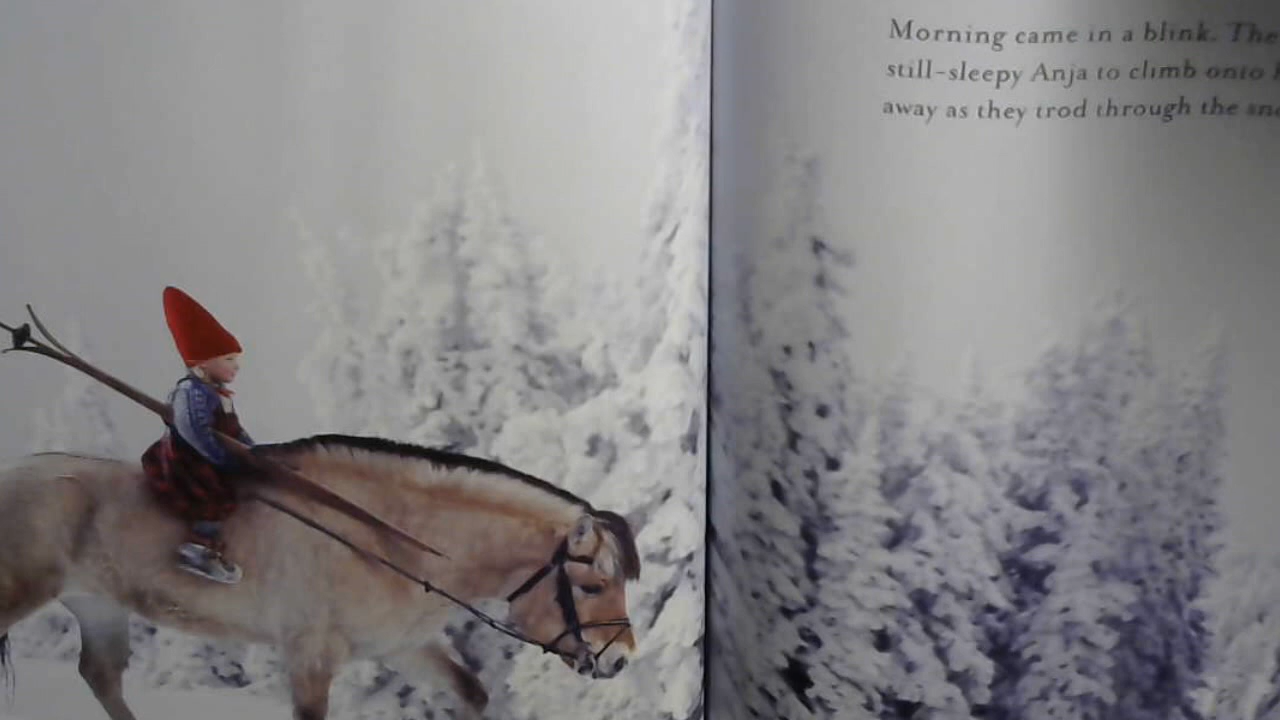 Morning came in a blink. The
still-sleepy Anja to climb onto
away as they trod through the